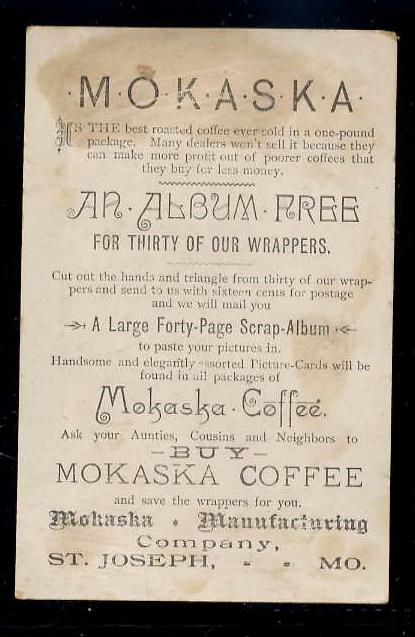 ·M·O·K·A·S·K·A·
IS THE best roasted coffee ever sold in a one-pound
package. Many dealers won't sell it because they
can make more profit out of poorer coffees that
they buy for less money.
AN · ALBUM · FREE
FOR THIRTY OF OUR WRAPPERS.
Cut out the hands and triangle from thirty of our wrap-
pers and send to us with sixteen cents for postage
and we will mail you
A Large Forty-Page Scrap-Album
to paste your pictures in.
Handsome and elegantly assorted Picture-Cards will be
found in all packages of
Mokaska · Coffee.
Ask your Aunties, Cousins and Neighbors to
—BUY—
MOKASKA COFFEE
and save the wrappers for you.
Mokaska · Manufacturing
Company,
ST. JOSEPH, - - MO.